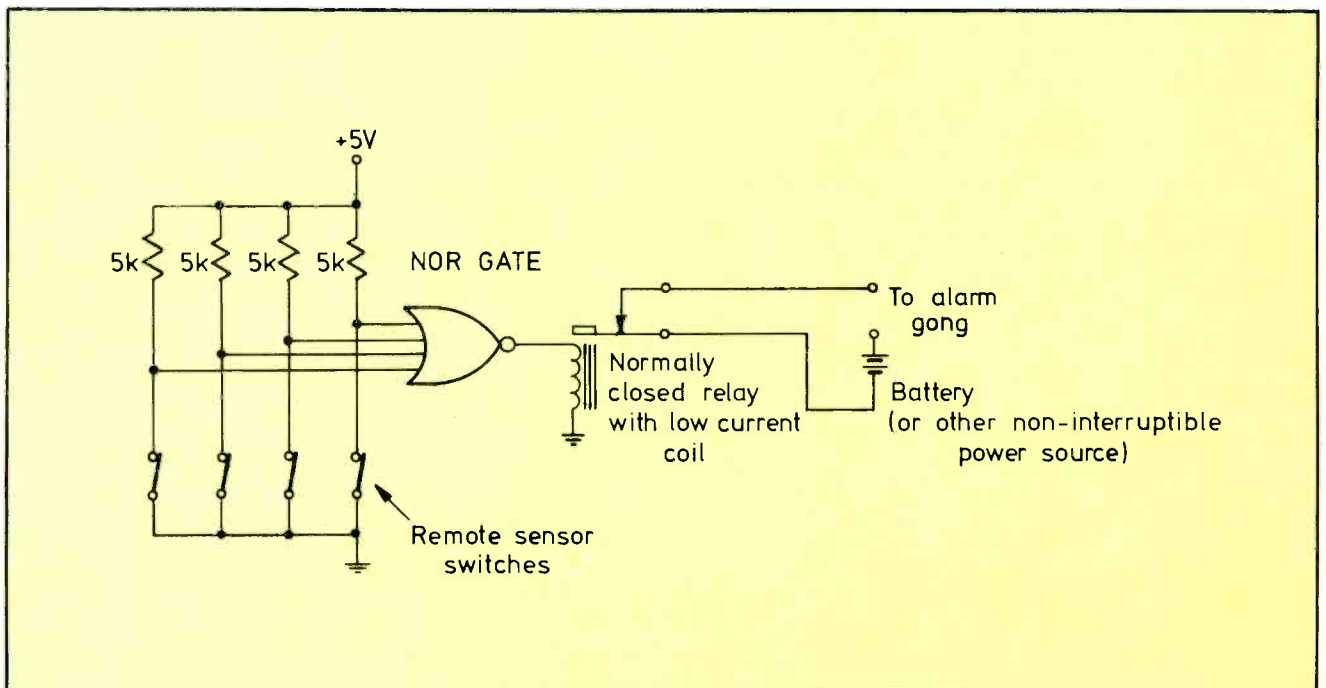 +5V
5k 5k 5k 5k
NOR GATE
To alarm
gong
Normally
closed relay
with low current
coil
Battery
(or other non-interruptible
power source)
Remote sensor
switches